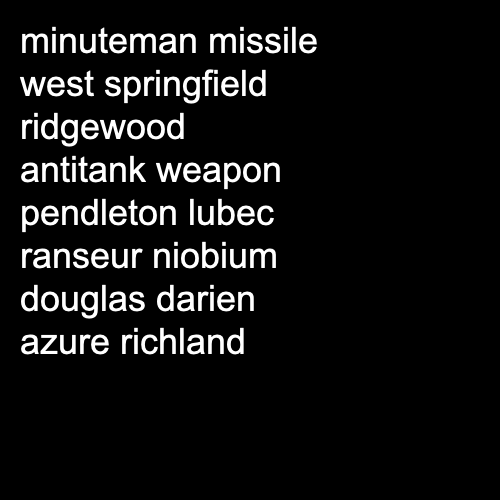 minuteman missile
west springfield
ridgewood
antitank weapon
pendleton lubec
ranseur niobium
douglas darien
azure richland